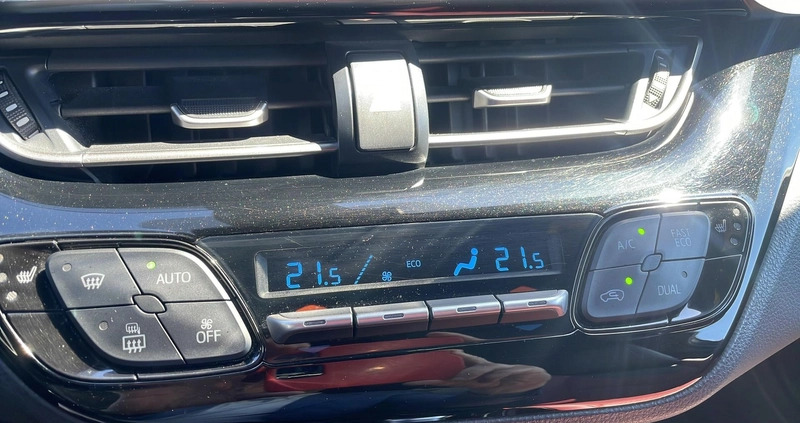 21.5 ECO 21.5
AUTO
OFF
A/C
FAST
ECO
DUAL